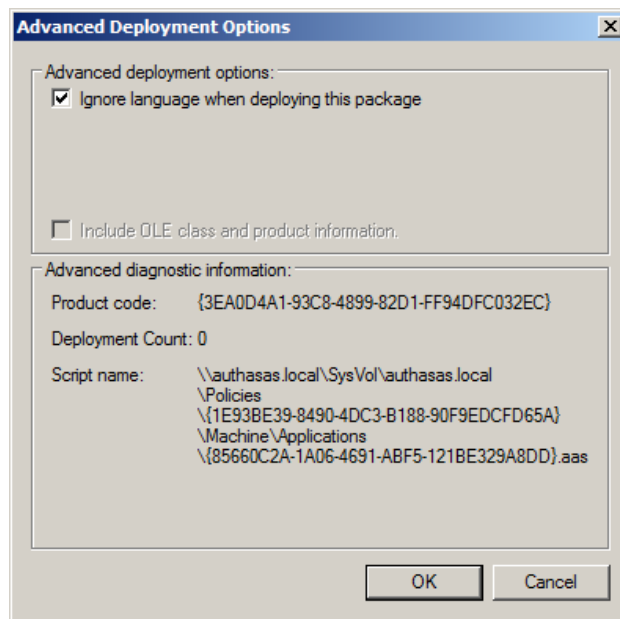 Advanced Deployment Options
Advanced deployment options:
Ignore language when deploying this package
Include OLE class and product information.
Advanced diagnostic information:
Product code: {3EA0D4A1-93C8-4899-82D1-FF94DFC032EC}
Deployment Count: 0
Script name: \\authasas.local\SysVol\authasas.local
\Policies
\{1E93BE39-8490-4DC3-B188-90F9EDCFD65A}
\Machine\Applications
\{85660C2A-1A06-4691-ABF5-121BE329A8DD}.aas
OK Cancel